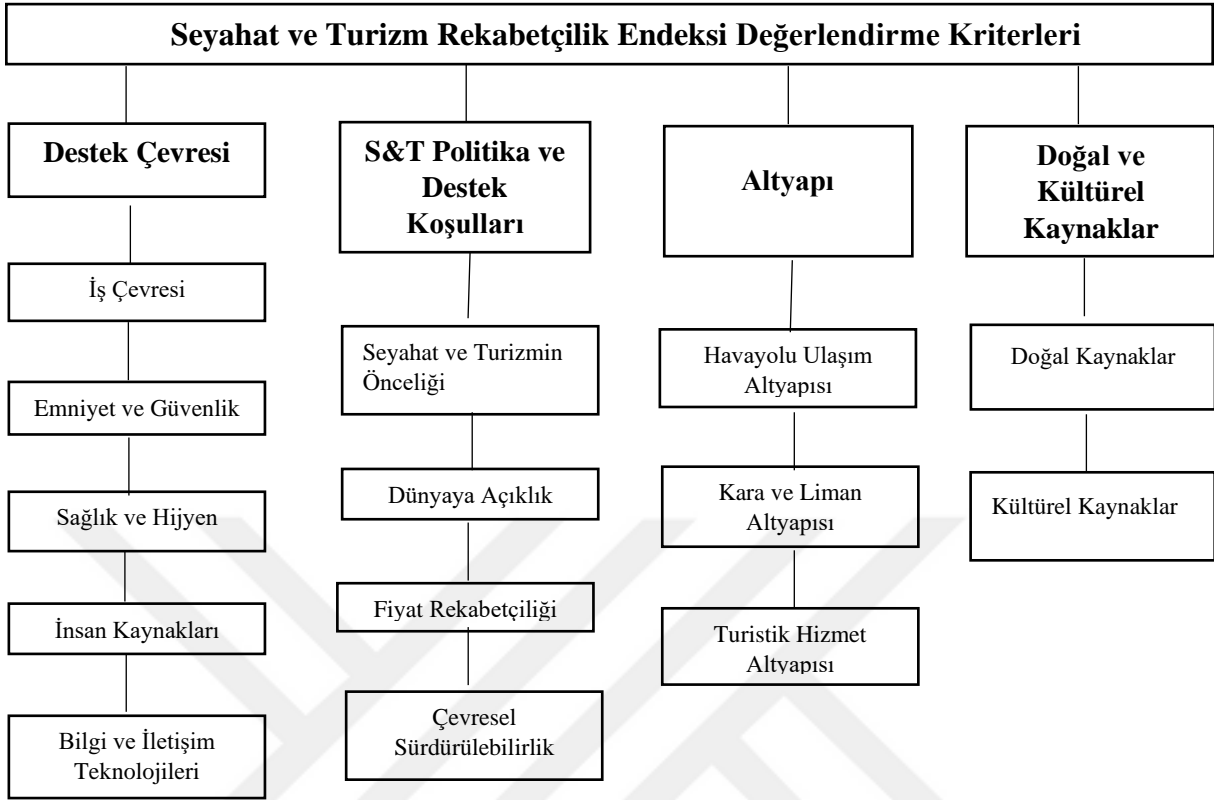 Seyahat ve Turizm Rekabetçilik Endeksi Değerlendirme Kriterleri
Destek Çevresi
İş Çevresi
Emniyet ve Güvenlik
Sağlık ve Hijyen
İnsan Kaynakları
Bilgi ve İletişim
Teknolojileri
S&T Politika ve
Destek
Koşulları
Seyahat ve Turizmin
Önceliği
Dünyaya Açıklık
Fiyat Rekabetçiliği
Çevresel
Sürdürülebilirlik
Altyapı
Havayolu Ulaşım
Altyapısı
Kara ve Liman
Altyapısı
Turistik Hizmet
Altyapısı
Doğal ve
Kültürel
Kaynaklar
Doğal Kaynaklar
Kültürel Kaynaklar